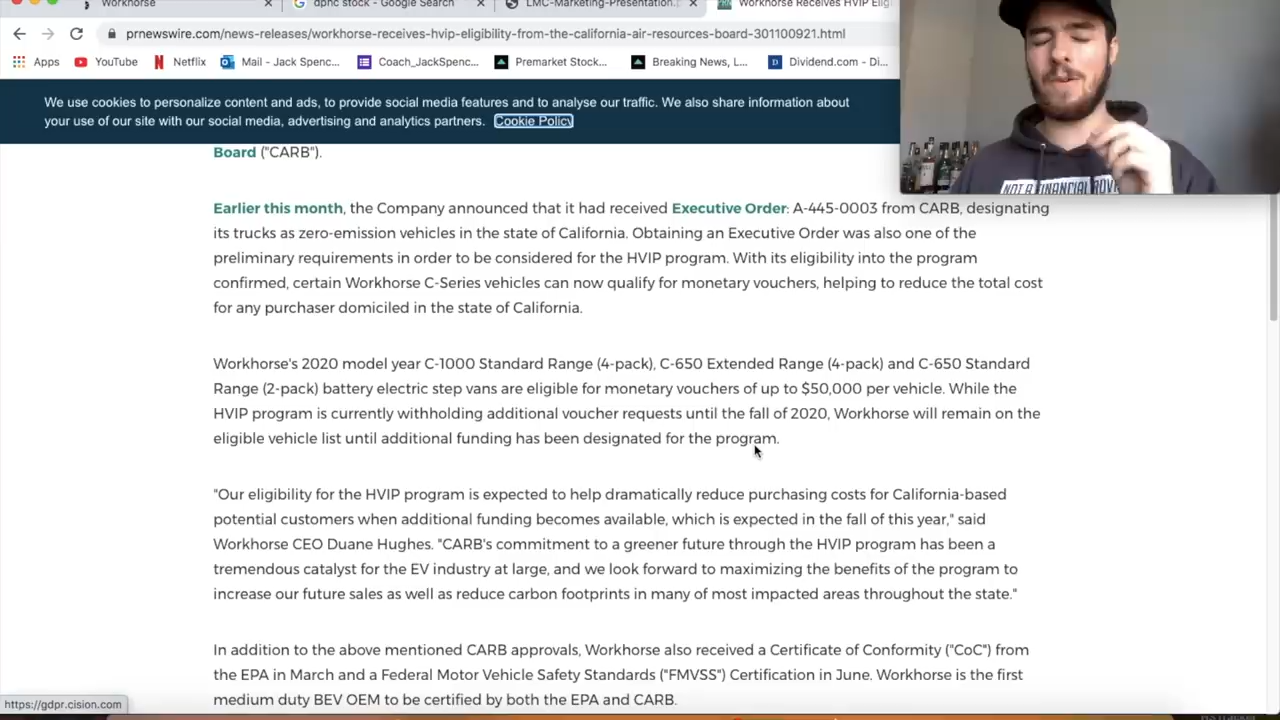 Workhorse
dphc stock - Google Search
LMC-Marketing-Presentation.
Workhorse Receives HVIP Elig
prnewswire.com/news-releases/workhorse-receives-hvip-eligibility-from-the-california-air-resources-board-301100921.html
Apps YouTube Netflix Mail - Jack Spenc... Coach_JackSpenc... Premarket Stock... Breaking News, L... Dividend.com - Di...
We use cookies to personalize content and ads, to provide social media features and to analyse our traffic. We also share information about
your use of our site with our social media, advertising and analytics partners. Cookie Policy
NOT A FINANCIAL ADV
Board ("CARB").
Earlier this month, the Company announced that it had received Executive Order: A-445-0003 from CARB, designating
its trucks as zero-emission vehicles in the state of California. Obtaining an Executive Order was also one of the
preliminary requirements in order to be considered for the HVIP program. With its eligibility into the program
confirmed, certain Workhorse C-Series vehicles can now qualify for monetary vouchers, helping to reduce the total cost
for any purchaser domiciled in the state of California.
Workhorse's 2020 model year C-1000 Standard Range (4-pack), C-650 Extended Range (4-pack) and C-650 Standard
Range (2-pack) battery electric step vans are eligible for monetary vouchers of up to $50,000 per vehicle. While the
HVIP program is currently withholding additional voucher requests until the fall of 2020, Workhorse will remain on the
eligible vehicle list until additional funding has been designated for the program.
"Our eligibility for the HVIP program is expected to help dramatically reduce purchasing costs for California-based
potential customers when additional funding becomes available, which is expected in the fall of this year," said
Workhorse CEO Duane Hughes. "CARB's commitment to a greener future through the HVIP program has been a
tremendous catalyst for the EV industry at large, and we look forward to maximizing the benefits of the program to
increase our future sales as well as reduce carbon footprints in many of most impacted areas throughout the state."
In addition to the above mentioned CARB approvals, Workhorse also received a Certificate of Conformity ("CoC") from
the EPA in March and a Federal Motor Vehicle Safety Standards ("FMVSS") Certification in June. Workhorse is the first
medium duty BEV OEM to be certified by both the EPA and CARB.
https://gdpr.cision.com